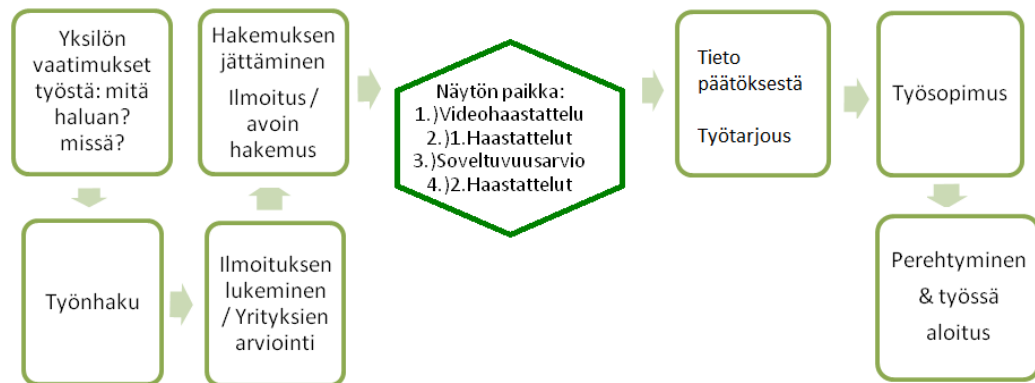 Yksilön
vaatimukset
työstä: mitä
haluan?
missä?
Työnhaku
Ilmoituksen
lukeminen
/ Yrityksien
arviointi
Hakemuksen
jättäminen
Ilmoitus /
avoin
hakemus
Näytön paikka:
1.)Videohaastattelu
2.)1.Haastattelut
3.)Soveltuvuusarvio
4.)2.Haastattelut
Tieto
päätöksestä
Työtarjous
Työsopimus
Perehtyminen
& työssä
aloitus